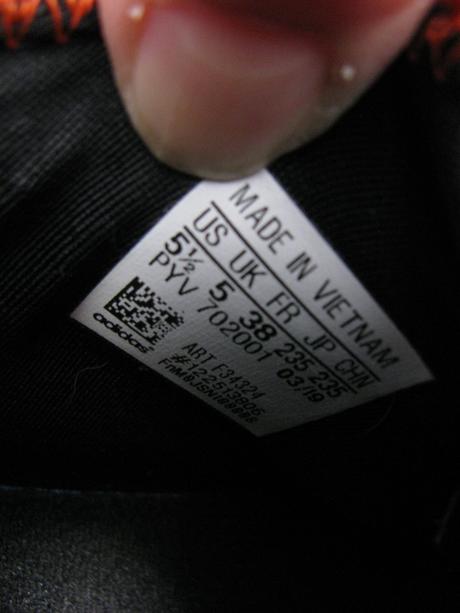 MADE IN VIETNAM
US UK FR JP CHN
5½ 5 38 235 235
PYV 702001 03/19
ART F34324
adidas